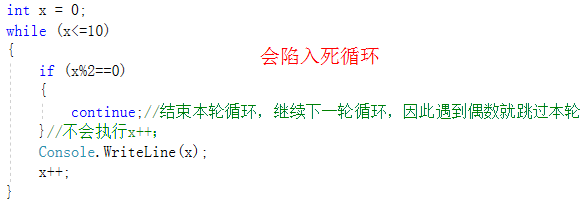 int x = 0;
while (x<=10)
{
会陷入死循环
if (x%2==0)
{
continue;//结束本轮循环，继续下一轮循环，因此遇到偶数就跳过本轮
}//不会执行x++；
Console.WriteLine(x);
x++;
}